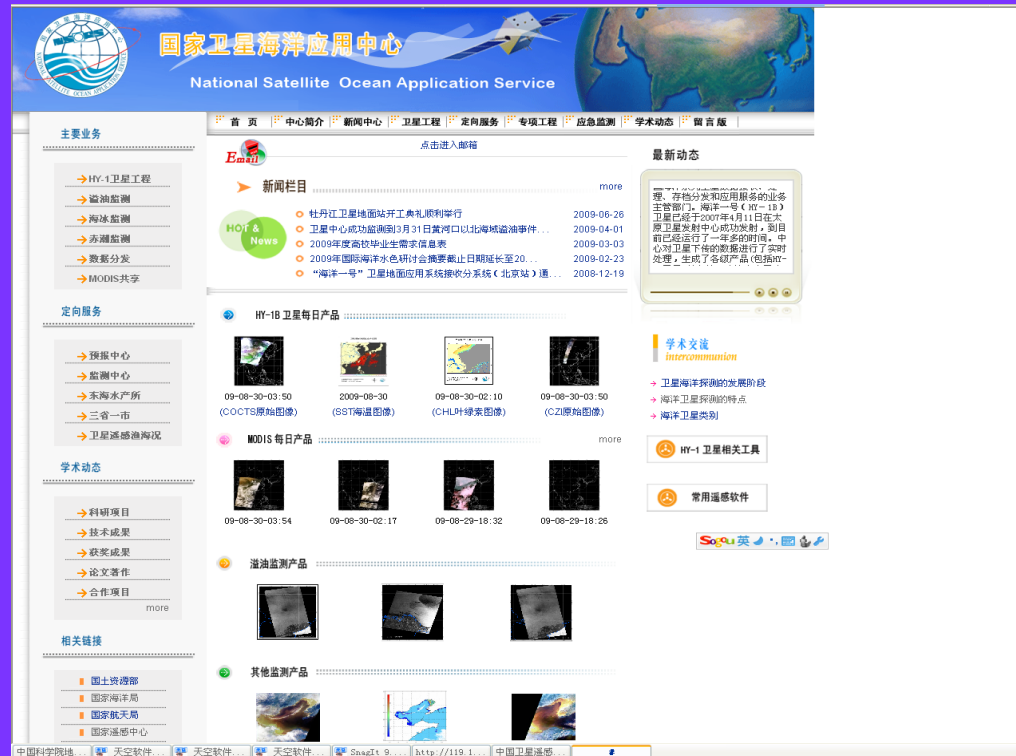 国家卫星海洋应用中心
National Satellite Ocean Application Service
首 页 中心简介 新闻中心 卫星工程 定向服务 专项工程 应急监测 学术动态 留言版
主要业务
HY-1卫星工程
溢油监测
海冰监测
赤潮监测
数据分发
MODIS共享
定向服务
预报中心
监测中心
东海水产所
三省一市
卫星遥感渔海况
学术动态
科研项目
技术成果
获奖成果
论文著作
合作项目
more
相关链接
国土资源部
国家海洋局
国家航天局
国家遥感中心
Email
点击进入邮箱
新闻栏目
more
HOT & News
牡丹江卫星地面站开工典礼顺利举行 2009-06-26
卫星中心成功监测到3月31日黄河口以北海域溢油事件... 2009-04-01
2009年度高校毕业生需求信息表 2009-03-03
2009年国际海洋水色研讨会摘要截止日期延长至20... 2009-02-23
“海洋一号”卫星地面应用系统接收分系统(北京站)通... 2008-12-19
HY-1B 卫星每日产品
09-08-30-03:50 2009-08-30 09-08-30-02:10 09-08-30-03:50
(COCTS原始图像) (SST海温图像) (CHL叶绿素图像) (CZI原始图像)
MODIS 每日产品
more
09-08-30-03:54 09-08-30-02:17 09-08-29-18:32 09-08-29-18:26
溢油监测产品
其他监测产品
最新动态
理、存档分发和应用服务的业务
主管部门。海洋一号(HY-1B)
卫星已经于2007年4月11日在太
原卫星发射中心成功发射,到目
前已经运行了一年多的时间。中
心对卫星下传的数据进行了实时
处理,生成了各级产品(包括HY-
学术交流
intercommunion
卫星海洋探测的发展阶段
海洋卫星探测的特点
海洋卫星类别
HY-1 卫星相关工具
常用遥感软件
Sogou 英
中国科学院地... 天空软件... 天空软件... 天空软件... SnagIt 9.... http://119.1... 中国卫星遥感...